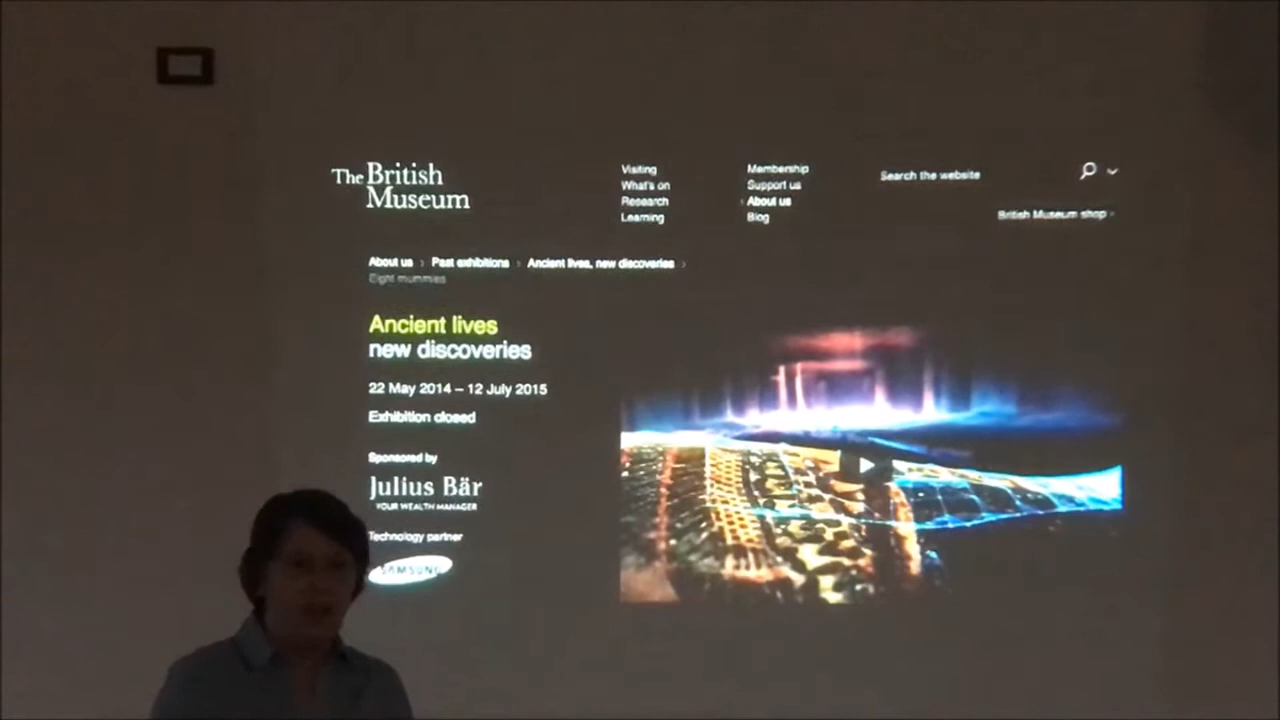 The British
Museum
Visiting
What's on
Research
Learning
Membership
Support us
› About us
Blog
Search the website
British Museum shop ›
About us › Past exhibitions › Ancient lives, new discoveries ›
Eight mummies
Ancient lives
new discoveries
22 May 2014 – 12 July 2015
Exhibition closed
Sponsored by
Julius Bär
YOUR WEALTH MANAGER
Technology partner
SAMSUNG